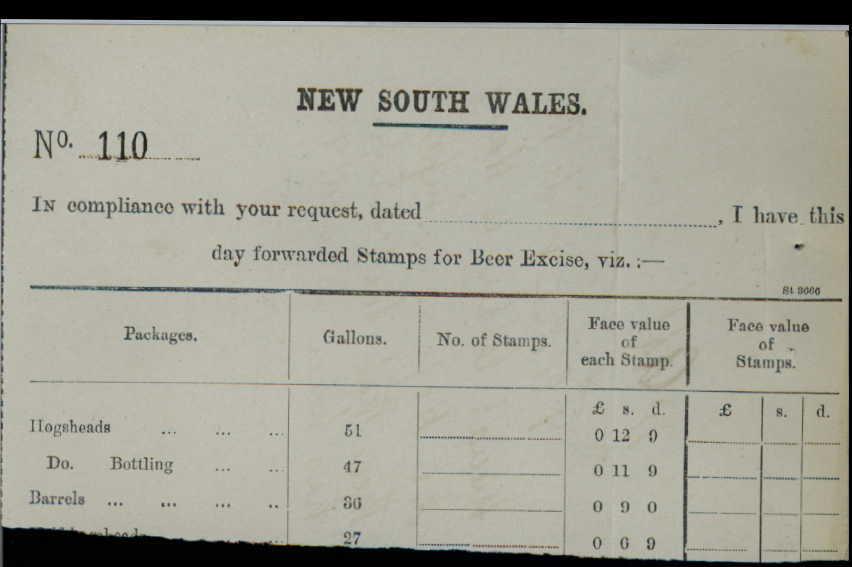 NEW SOUTH WALES.
No. 110
IN compliance with your request, dated ........, I have this
day forwarded Stamps for Beer Excise, viz. :—
St 3066
Packages. Gallons. No. of Stamps. Face value of each Stamp. Face value of Stamps.
£ s. d. £ s. d.
Hogsheads ... ... ... 51 0 12 9
Do. Bottling ... ... 47 0 11 9
Barrels ... ... ... .. 36 0 9 0
27 0 6 9